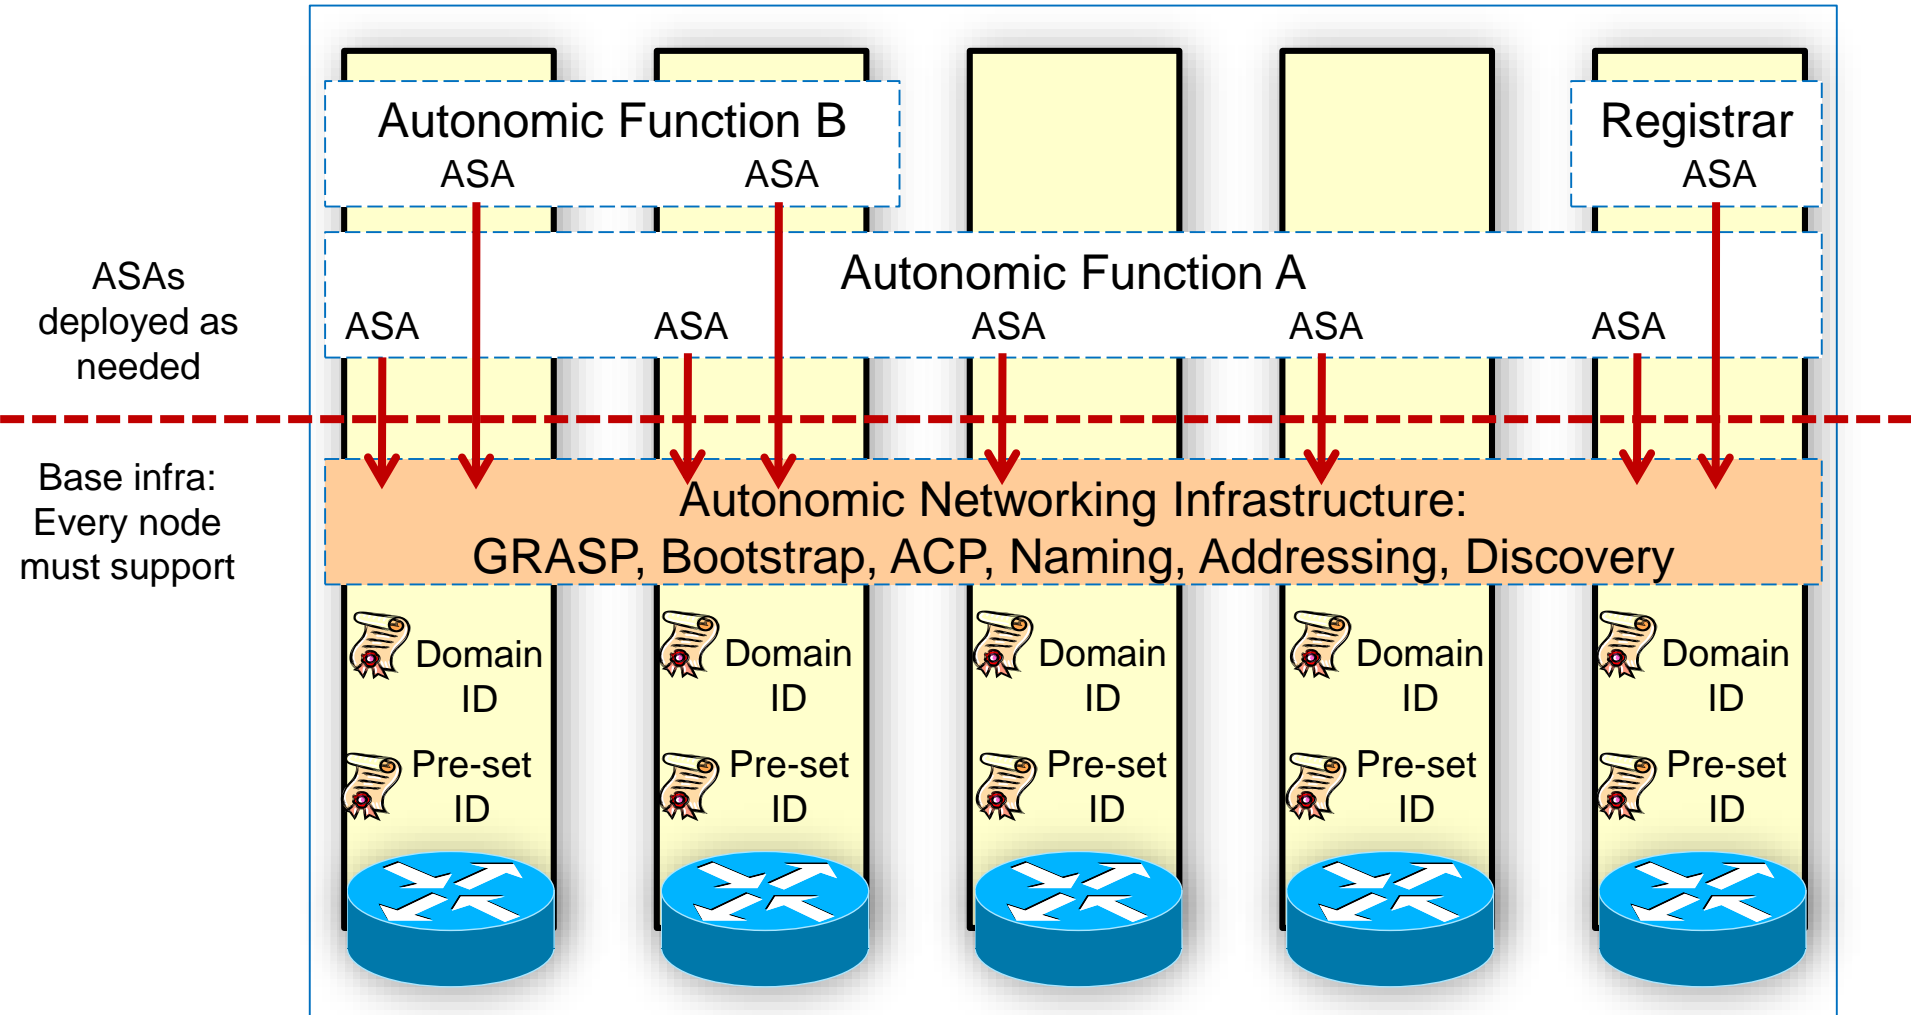 Autonomic Function B
ASA
ASA
Registrar
ASA
Autonomic Function A
ASA
ASA
ASA
ASA
ASA
ASAs
deployed as
needed
Base infra:
Every node
must support
Autonomic Networking Infrastructure:
GRASP, Bootstrap, ACP, Naming, Addressing, Discovery
Domain
ID
Domain
ID
Domain
ID
Domain
ID
Domain
ID
Pre-set
ID
Pre-set
ID
Pre-set
ID
Pre-set
ID
Pre-set
ID